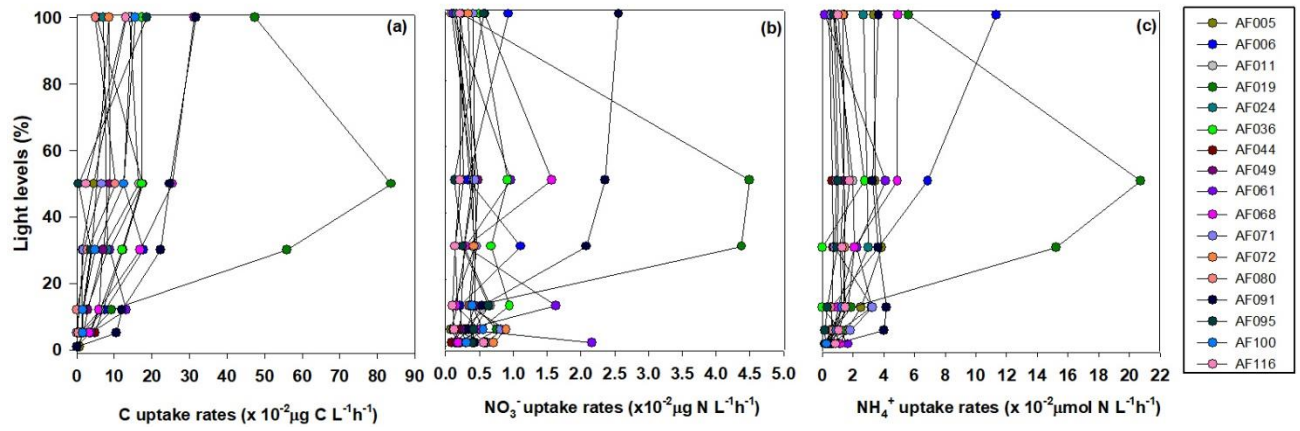 (a)
(b)
(c)
Light levels (%)
100
80
60
40
20
0
0 10 20 30 40 50 60 70 80 90
0.0 0.5 1.0 1.5 2.0 2.5 3.0 3.5 4.0 4.5 5.0
0 2 4 6 8 10 12 14 16 18 20 22
C uptake rates (x 10⁻²µg C L⁻¹h⁻¹)
NO₃⁻ uptake rates (x10⁻²µg N L⁻¹h⁻¹)
NH₄⁺ uptake rates (x 10⁻²µmol N L⁻¹h⁻¹)
AF005
AF006
AF011
AF019
AF024
AF036
AF044
AF049
AF061
AF068
AF071
AF072
AF080
AF091
AF095
AF100
AF116